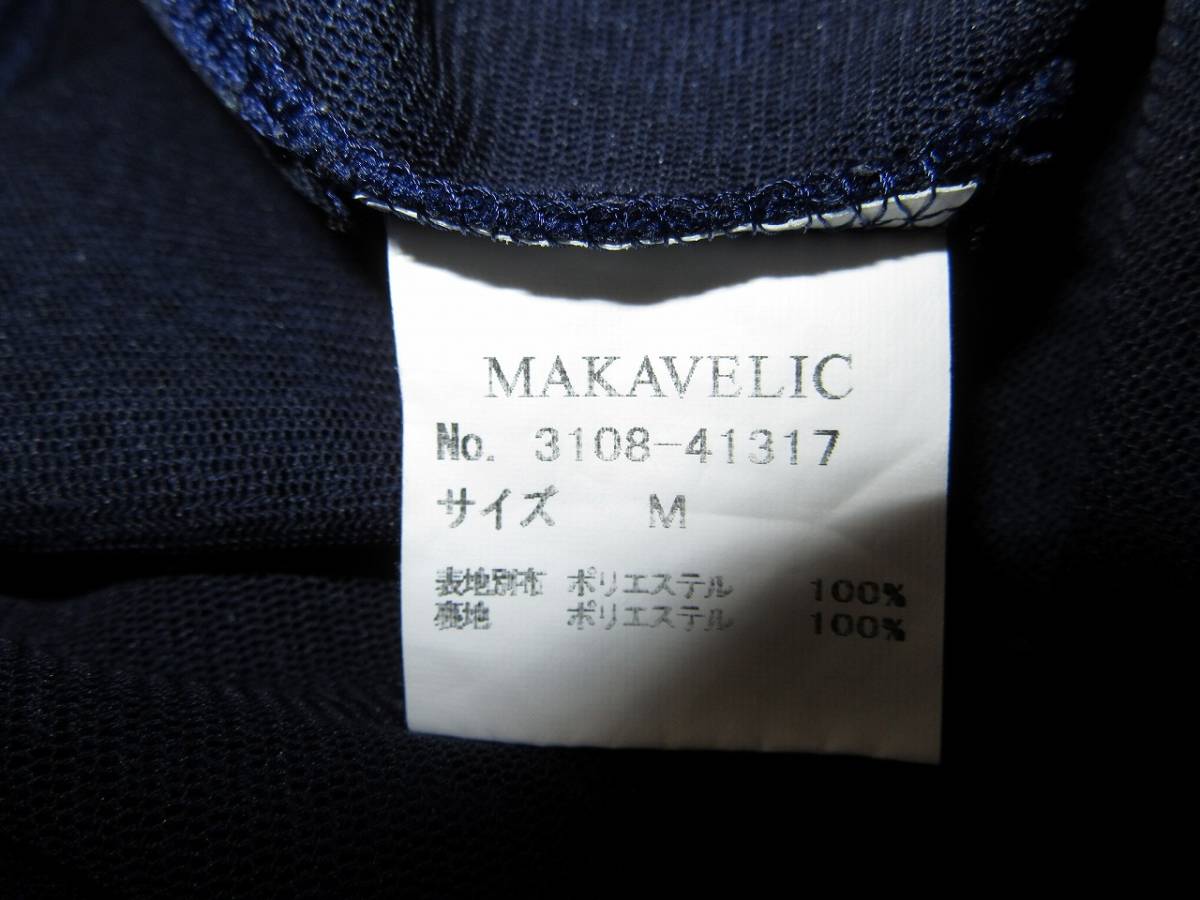 MAKAVELIC
No. 3108-41317
サイズ M
表地別布 ポリエステル 100%
裏地 ポリエステル 100%